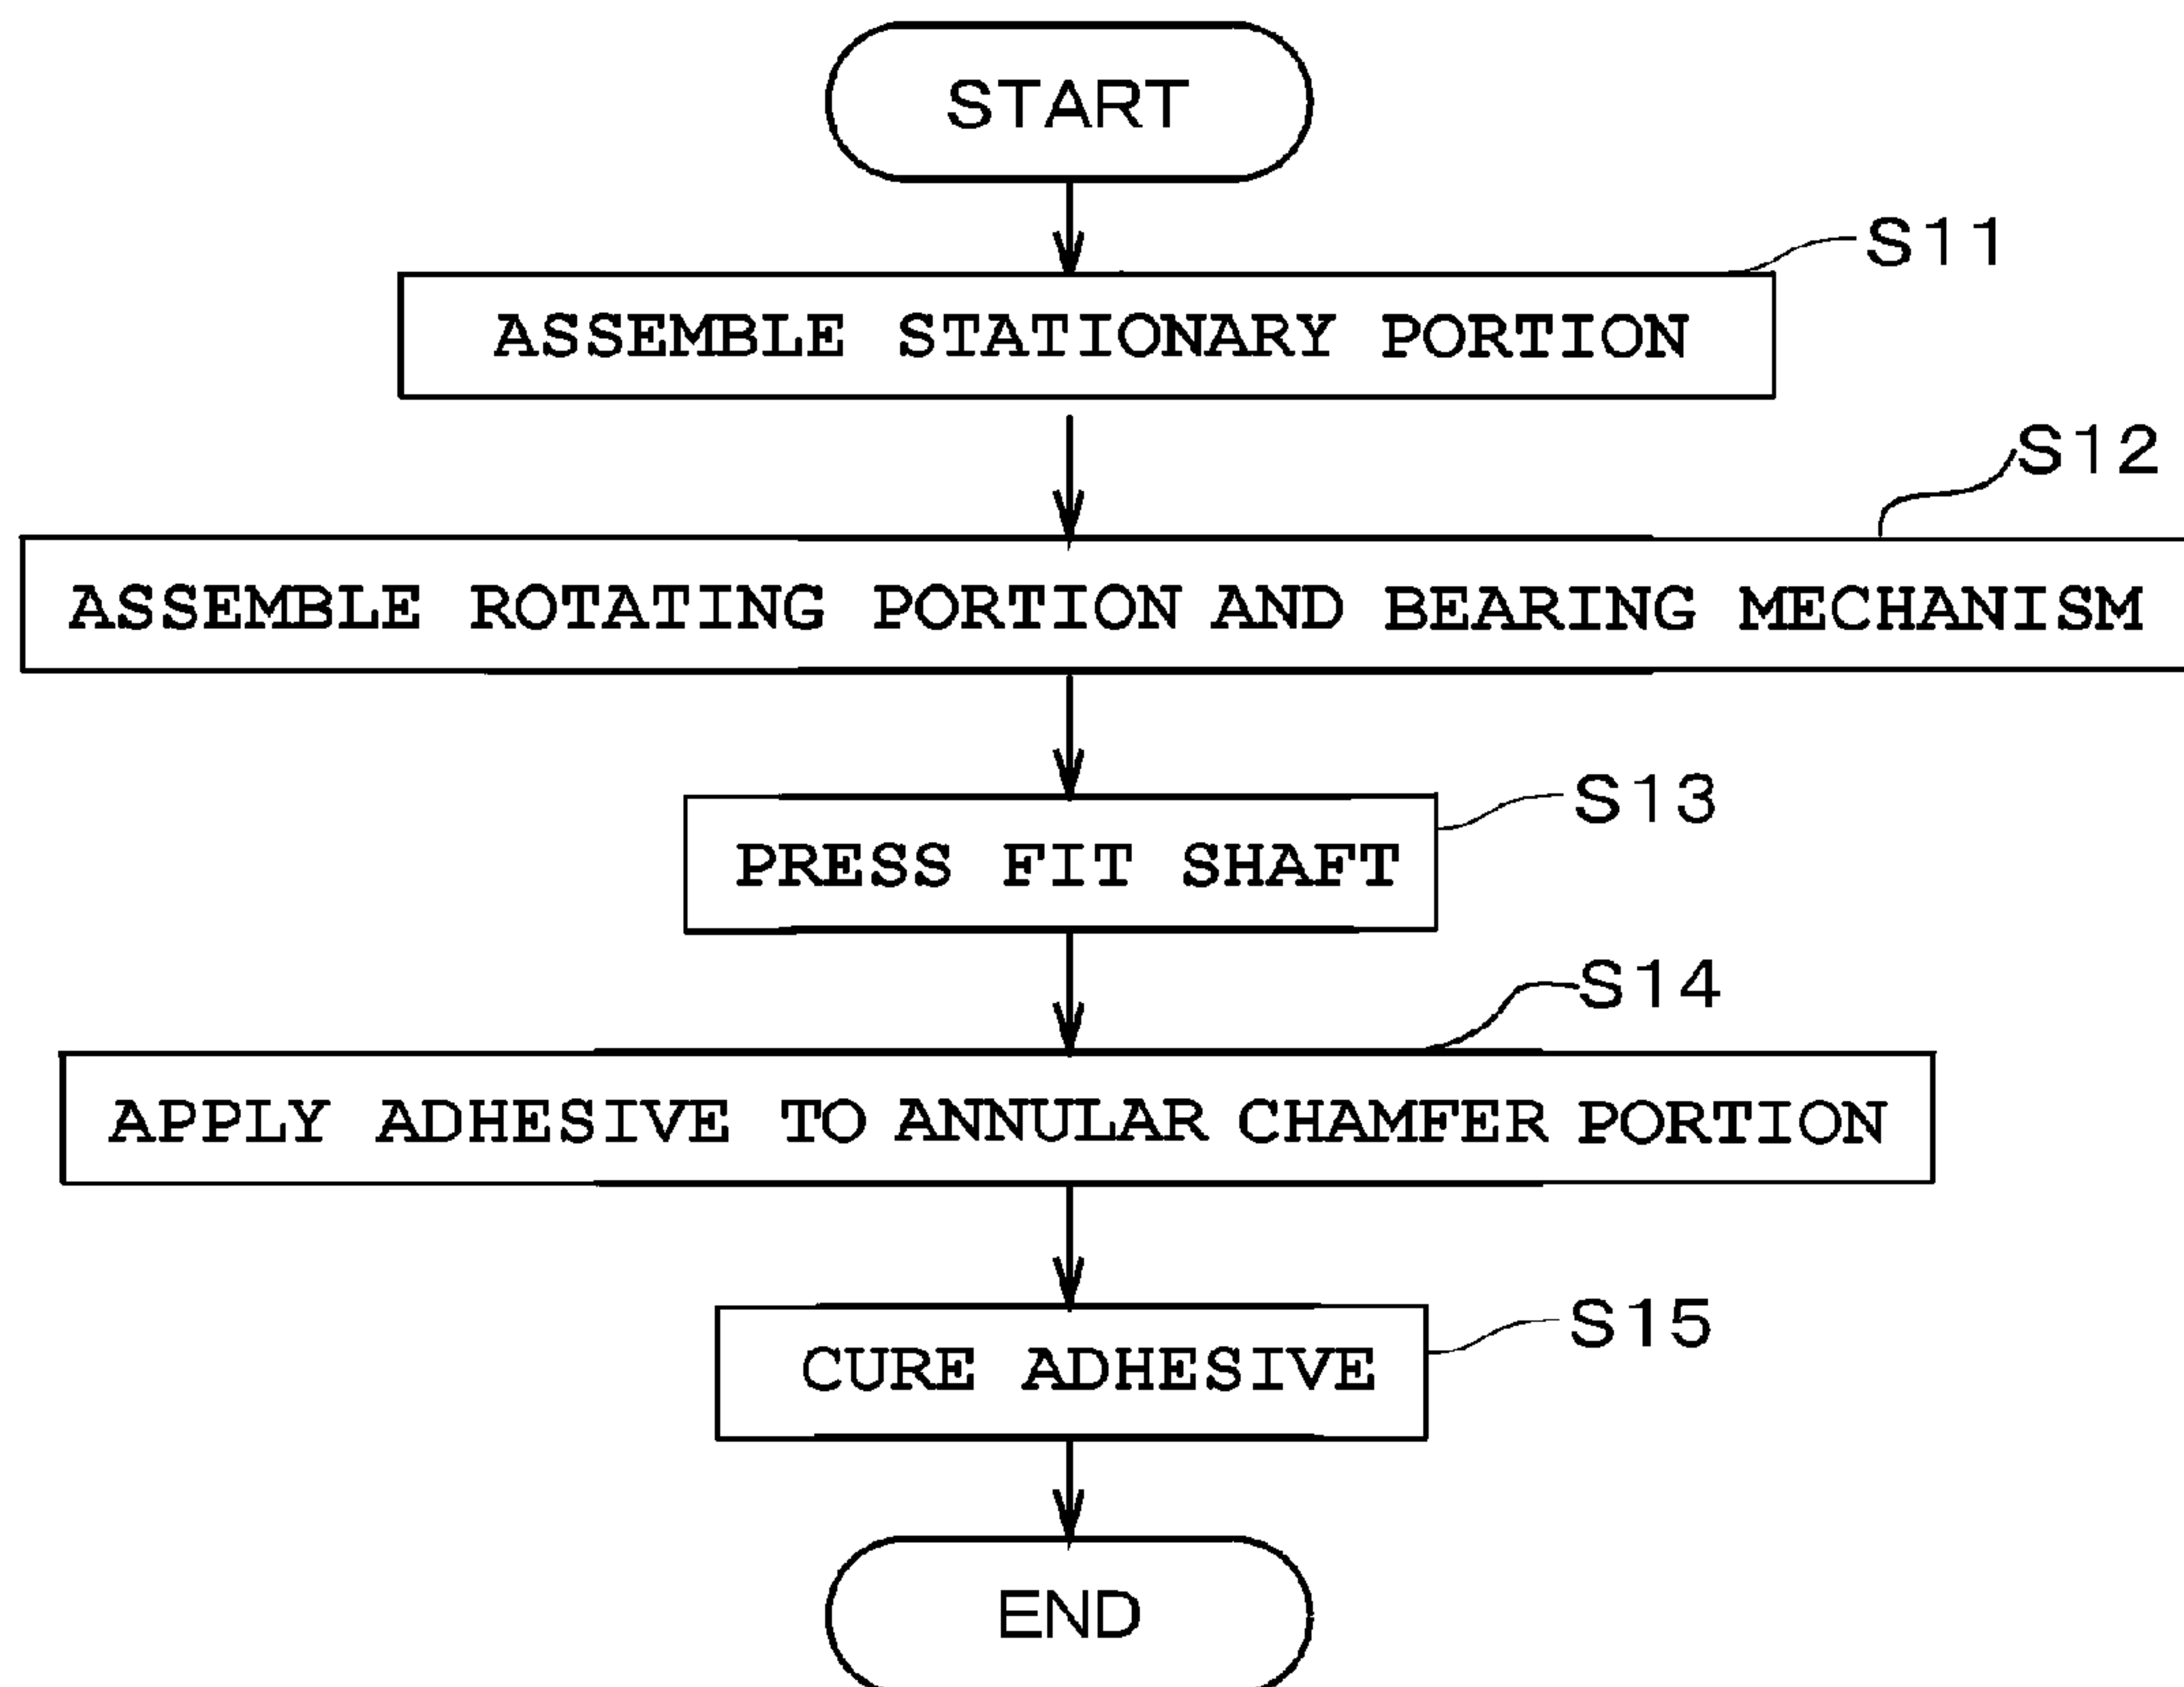 START
S11
ASSEMBLE STATIONARY PORTION
S12
ASSEMBLE ROTATING PORTION AND BEARING MECHANISM
S13
PRESS FIT SHAFT
S14
APPLY ADHESIVE TO ANNULAR CHAMFER PORTION
S15
CURE ADHESIVE
END